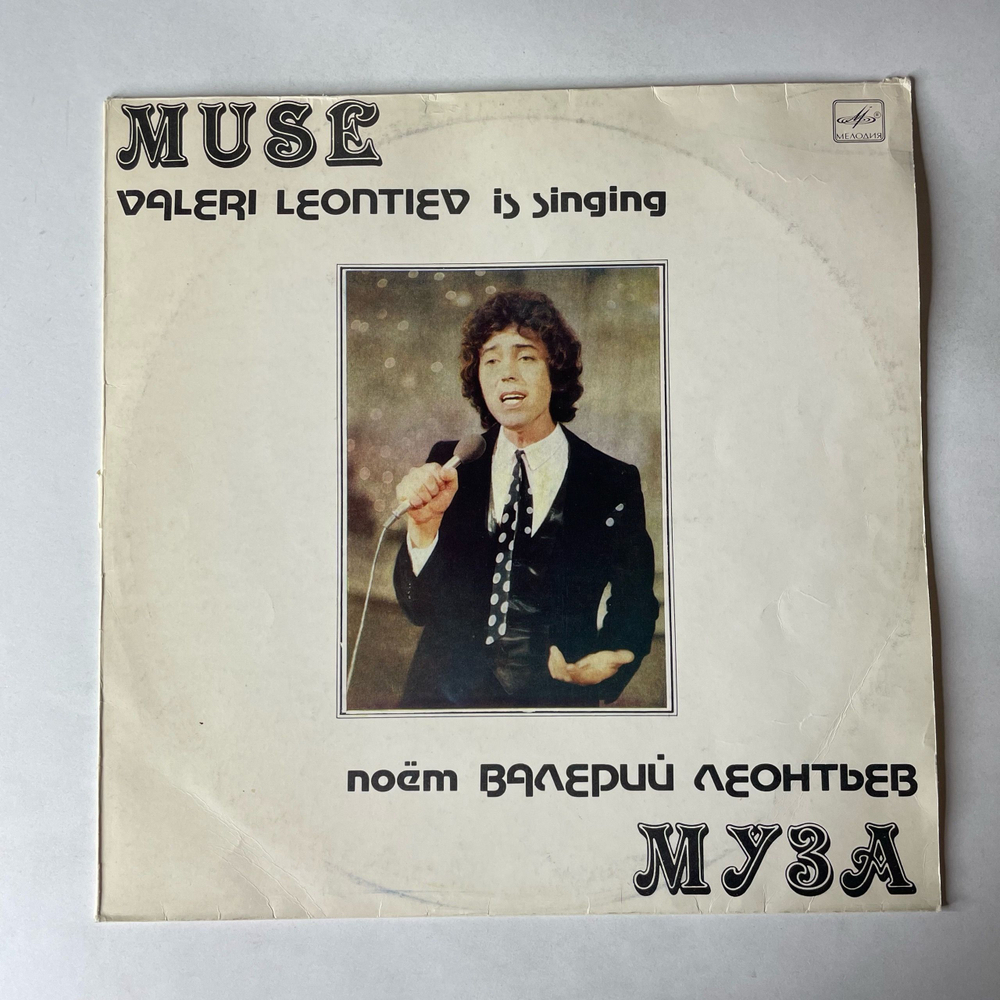 MUSE
VALERI LEONTIEV is singing
МЕЛОДИЯ
поёт ВАЛЕРИЙ ЛЕОНТЬЕВ
МУЗА